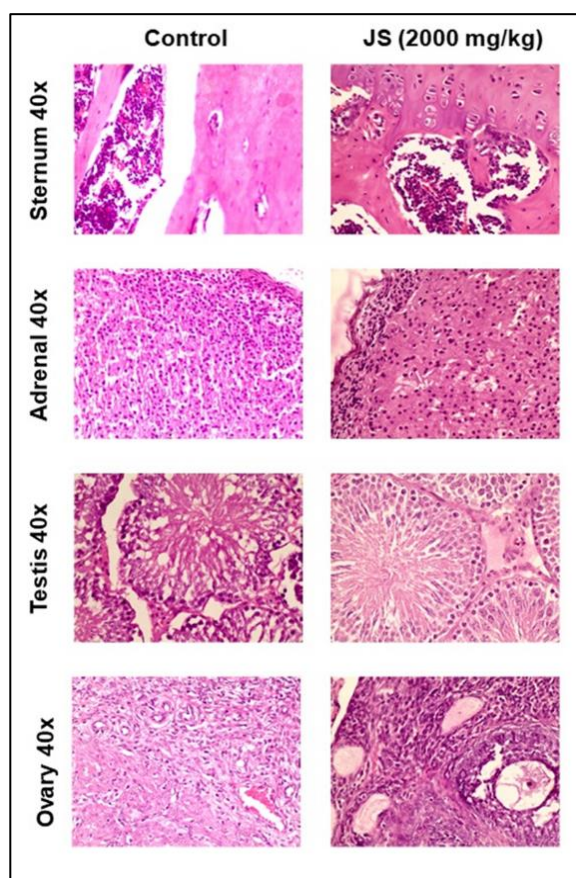 Control
JS (2000 mg/kg)
Sternum 40x
Adrenal 40x
Testis 40x
Ovary 40x